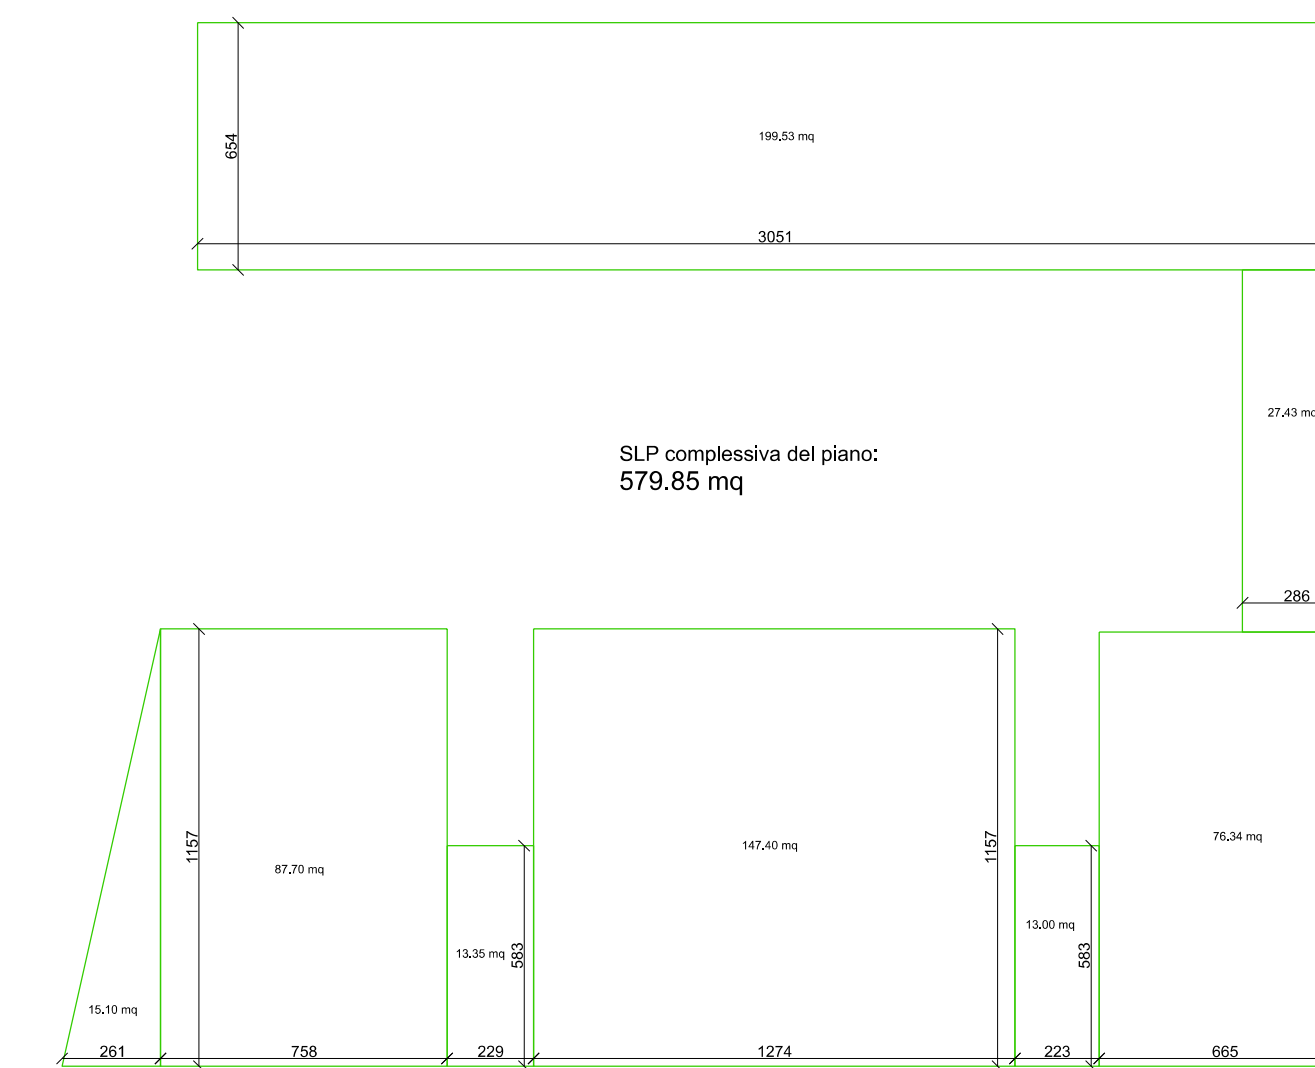 654
199.53 mq
3051
27.43 mq
SLP complessiva del piano:
579.85 mq
286
1157
87.70 mq
13.35 mq
583
147.40 mq
1157
13.00 mq
583
76.34 mq
15.10 mq
261
758
229
1274
223
665